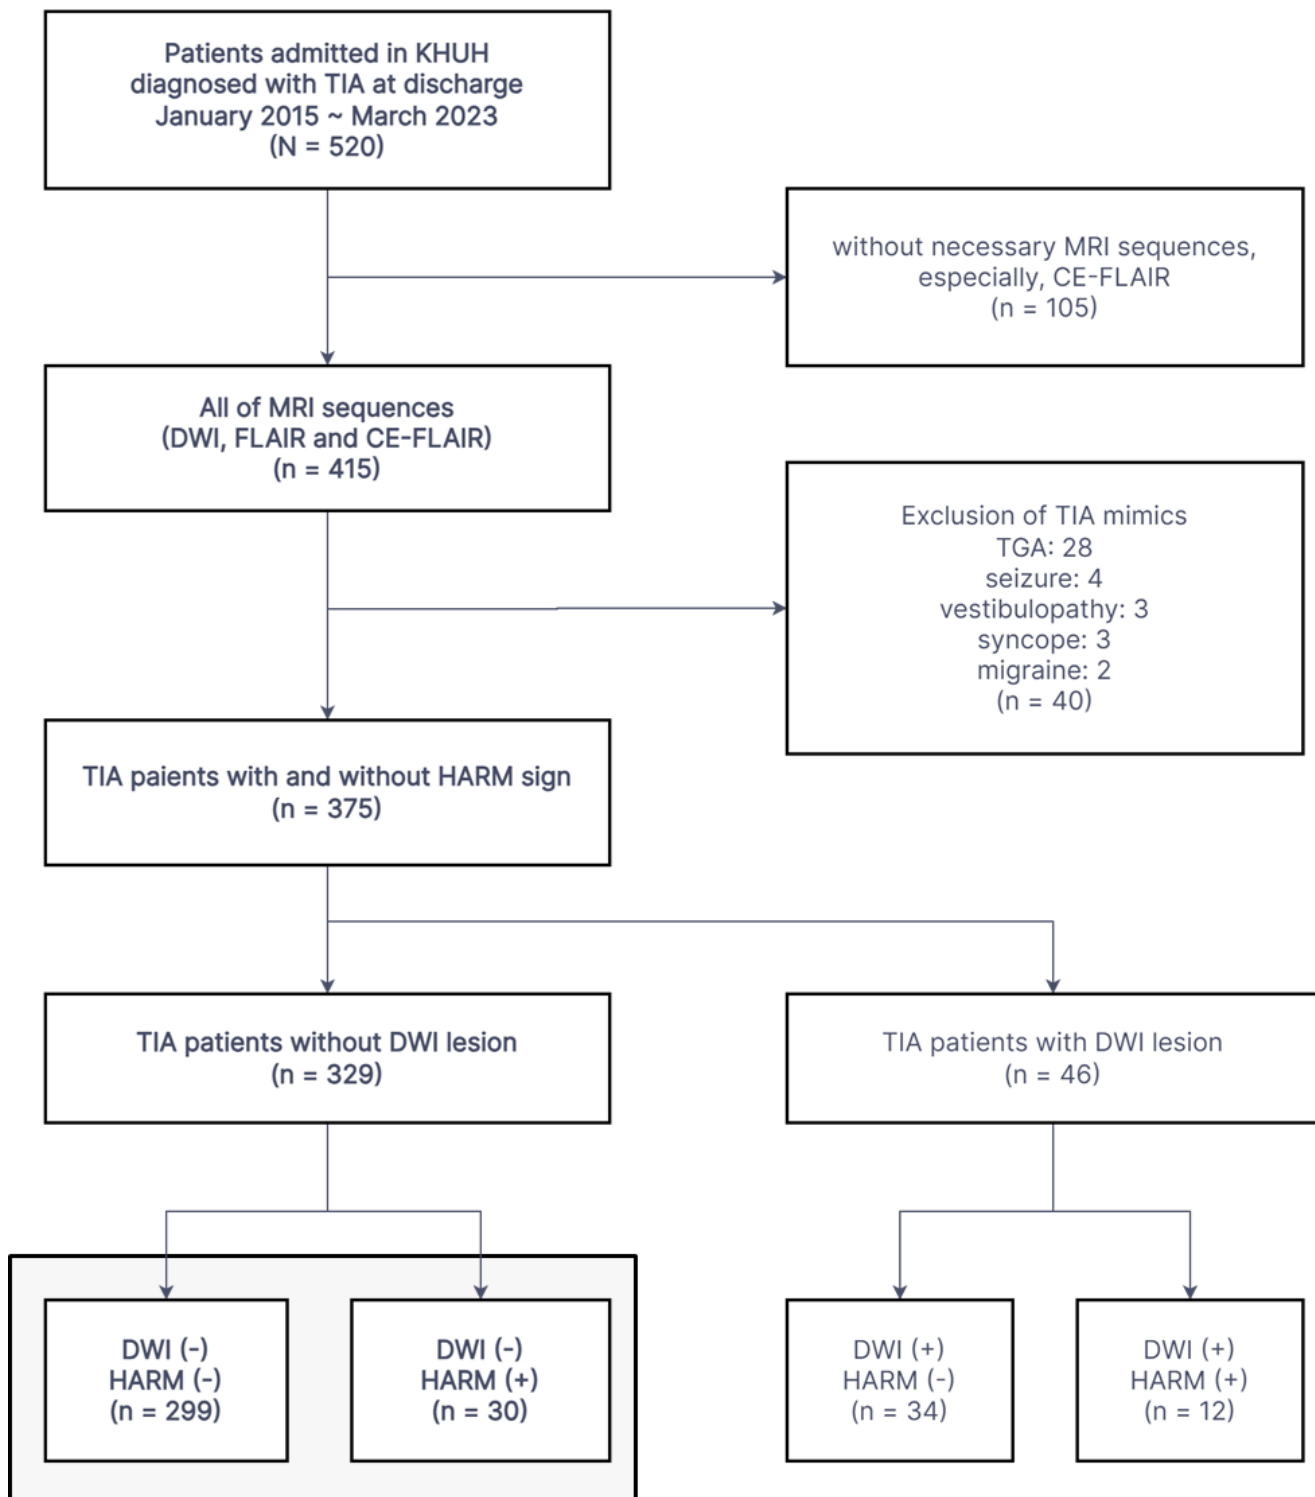 Patients admitted in KHUH
diagnosed with TIA at discharge
January 2015 ~ March 2023
(N = 520)
without necessary MRI sequences,
especially, CE-FLAIR
(n = 105)
All of MRI sequences
(DWI, FLAIR and CE-FLAIR)
(n = 415)
Exclusion of TIA mimics
TGA: 28
seizure: 4
vestibulopathy: 3
syncope: 3
migraine: 2
(n = 40)
TIA paients with and without HARM sign
(n = 375)
TIA patients without DWI lesion
(n = 329)
TIA patients with DWI lesion
(n = 46)
DWI (-)
HARM (-)
(n = 299)
DWI (-)
HARM (+)
(n = 30)
DWI (+)
HARM (-)
(n = 34)
DWI (+)
HARM (+)
(n = 12)